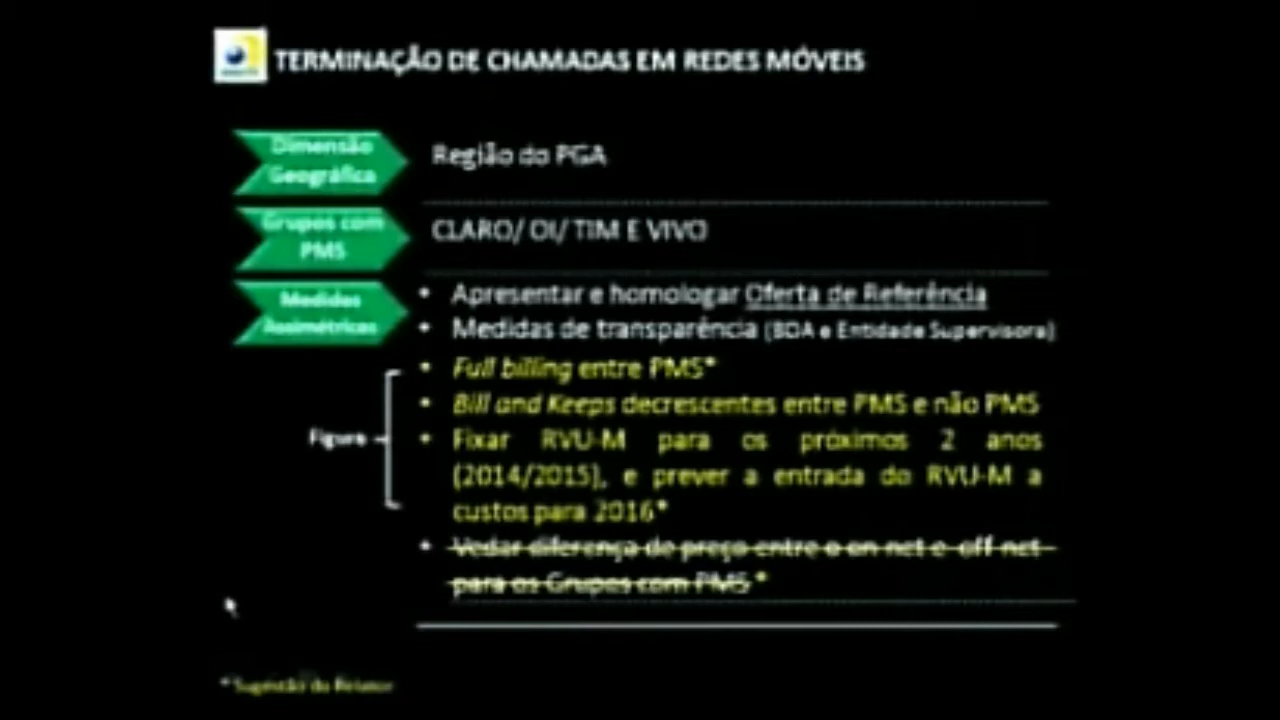 TERMINAÇÃO DE CHAMADAS EM REDES MÓVEIS
Dimensão
Geográfica
Região do PGA
Grupos com
PMS
CLARO/ OI/ TIM E VIVO
Medidas
Assimétricas
• Apresentar e homologar Oferta de Referência
• Medidas de transparência (BDA e Entidade Supervisora)
• Full billing entre PMS*
• Bill and Keeps decrescentes entre PMS e não PMS
Figura
• Fixar RVU-M para os próximos 2 anos
(2014/2015), e prever a entrada do RVU-M a
custos para 2016*
• Vedar diferença de preço entre o on net e off net
para os Grupos com PMS*
* Sugestão do Relator